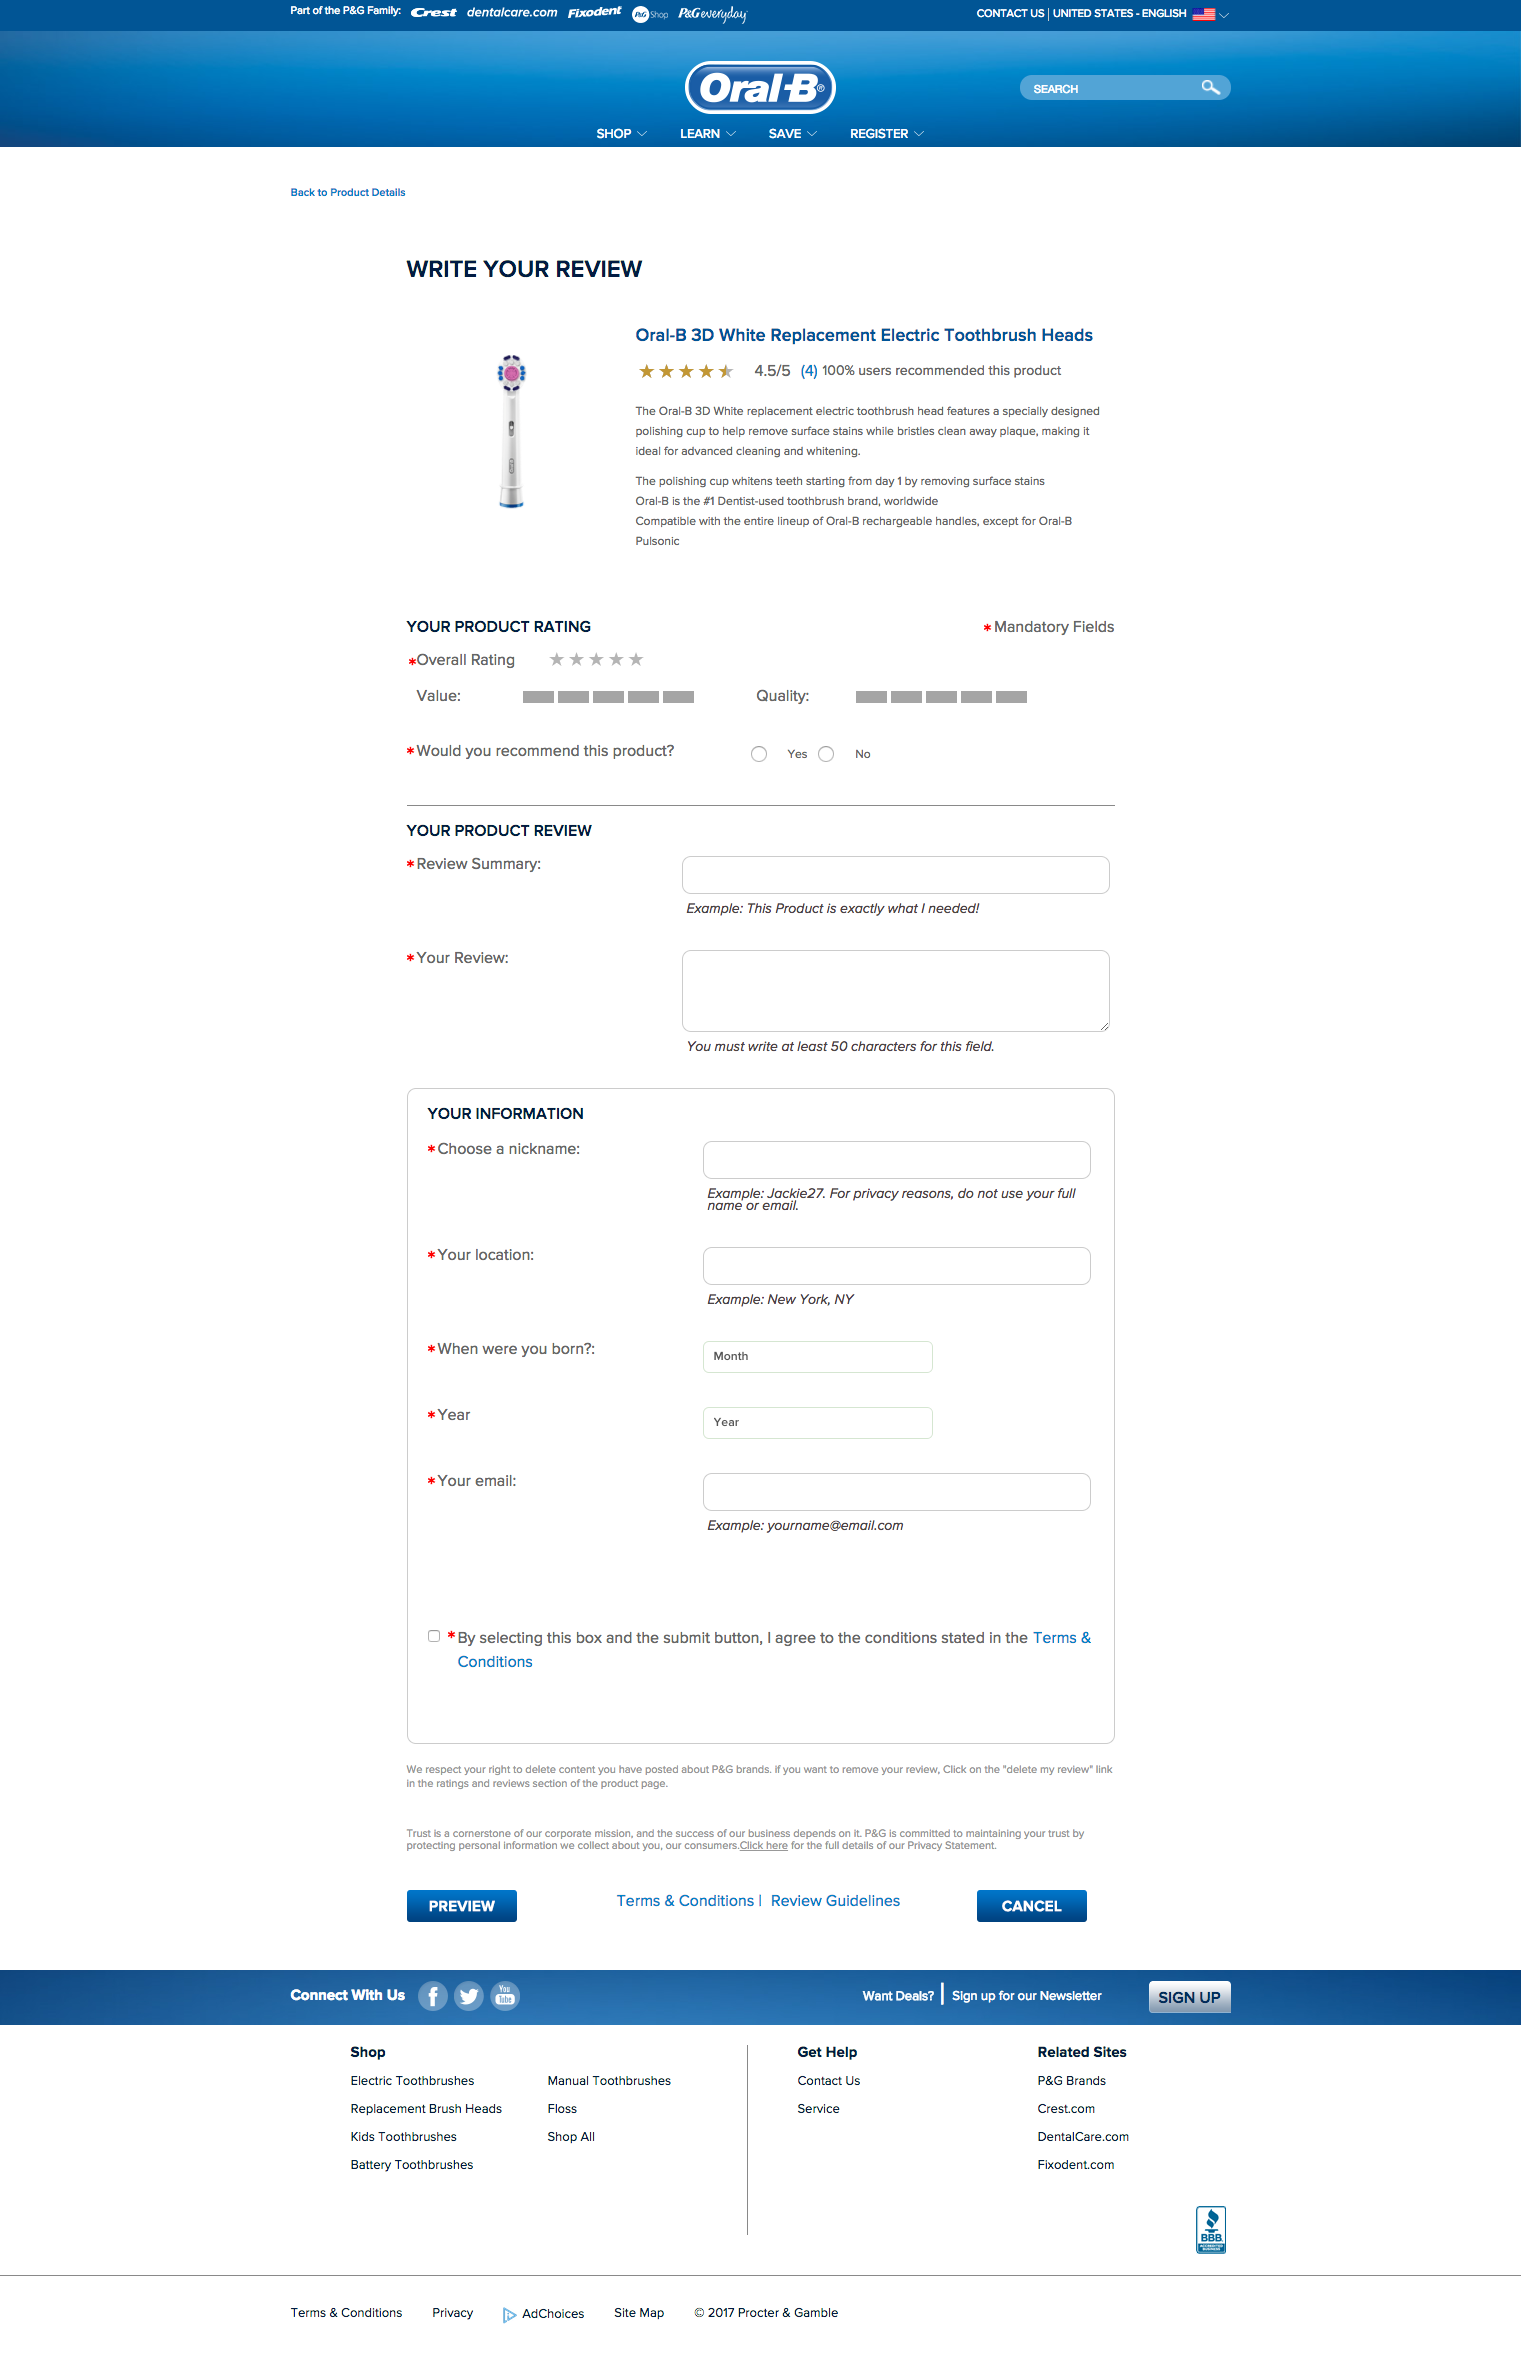 Part of the P&G Family: Crest dentalcare.com Fixodent P&G Shop P&G everyday
CONTACT US | UNITED STATES - ENGLISH
Oral-B®
SEARCH
SHOP LEARN SAVE REGISTER
Back to Product Details
WRITE YOUR REVIEW
Oral-B 3D White Replacement Electric Toothbrush Heads
4.5/5 (4) 100% users recommended this product
The Oral-B 3D White replacement electric toothbrush head features a specially designed
polishing cup to help remove surface stains while bristles clean away plaque, making it
ideal for advanced cleaning and whitening.
The polishing cup whitens teeth starting from day 1 by removing surface stains
Oral-B is the #1 Dentist-used toothbrush brand, worldwide
Compatible with the entire lineup of Oral-B rechargeable handles, except for Oral-B
Pulsonic
YOUR PRODUCT RATING
* Mandatory Fields
*Overall Rating
Value:
Quality:
*Would you recommend this product?
Yes
No
YOUR PRODUCT REVIEW
*Review Summary:
Example: This Product is exactly what I needed!
*Your Review:
You must write at least 50 characters for this field.
YOUR INFORMATION
*Choose a nickname:
Example: Jackie27. For privacy reasons, do not use your full
name or email.
*Your location:
Example: New York, NY
*When were you born?:
Month
*Year
Year
*Your email:
Example: yourname@email.com
*By selecting this box and the submit button, I agree to the conditions stated in the Terms &
Conditions
We respect your right to delete content you have posted about P&G brands. if you want to remove your review, Click on the "delete my review" link
in the ratings and reviews section of the product page.
Trust is a cornerstone of our corporate mission, and the success of our business depends on it. P&G is committed to maintaining your trust by
protecting personal information we collect about you, our consumers.Click here for the full details of our Privacy Statement.
PREVIEW
Terms & Conditions | Review Guidelines
CANCEL
Connect With Us
You
Tube
Want Deals? | Sign up for our Newsletter
SIGN UP
Shop
Electric Toothbrushes
Replacement Brush Heads
Kids Toothbrushes
Battery Toothbrushes
Manual Toothbrushes
Floss
Shop All
Get Help
Contact Us
Service
Related Sites
P&G Brands
Crest.com
DentalCare.com
Fixodent.com
BBB
Terms & Conditions Privacy AdChoices Site Map © 2017 Procter & Gamble